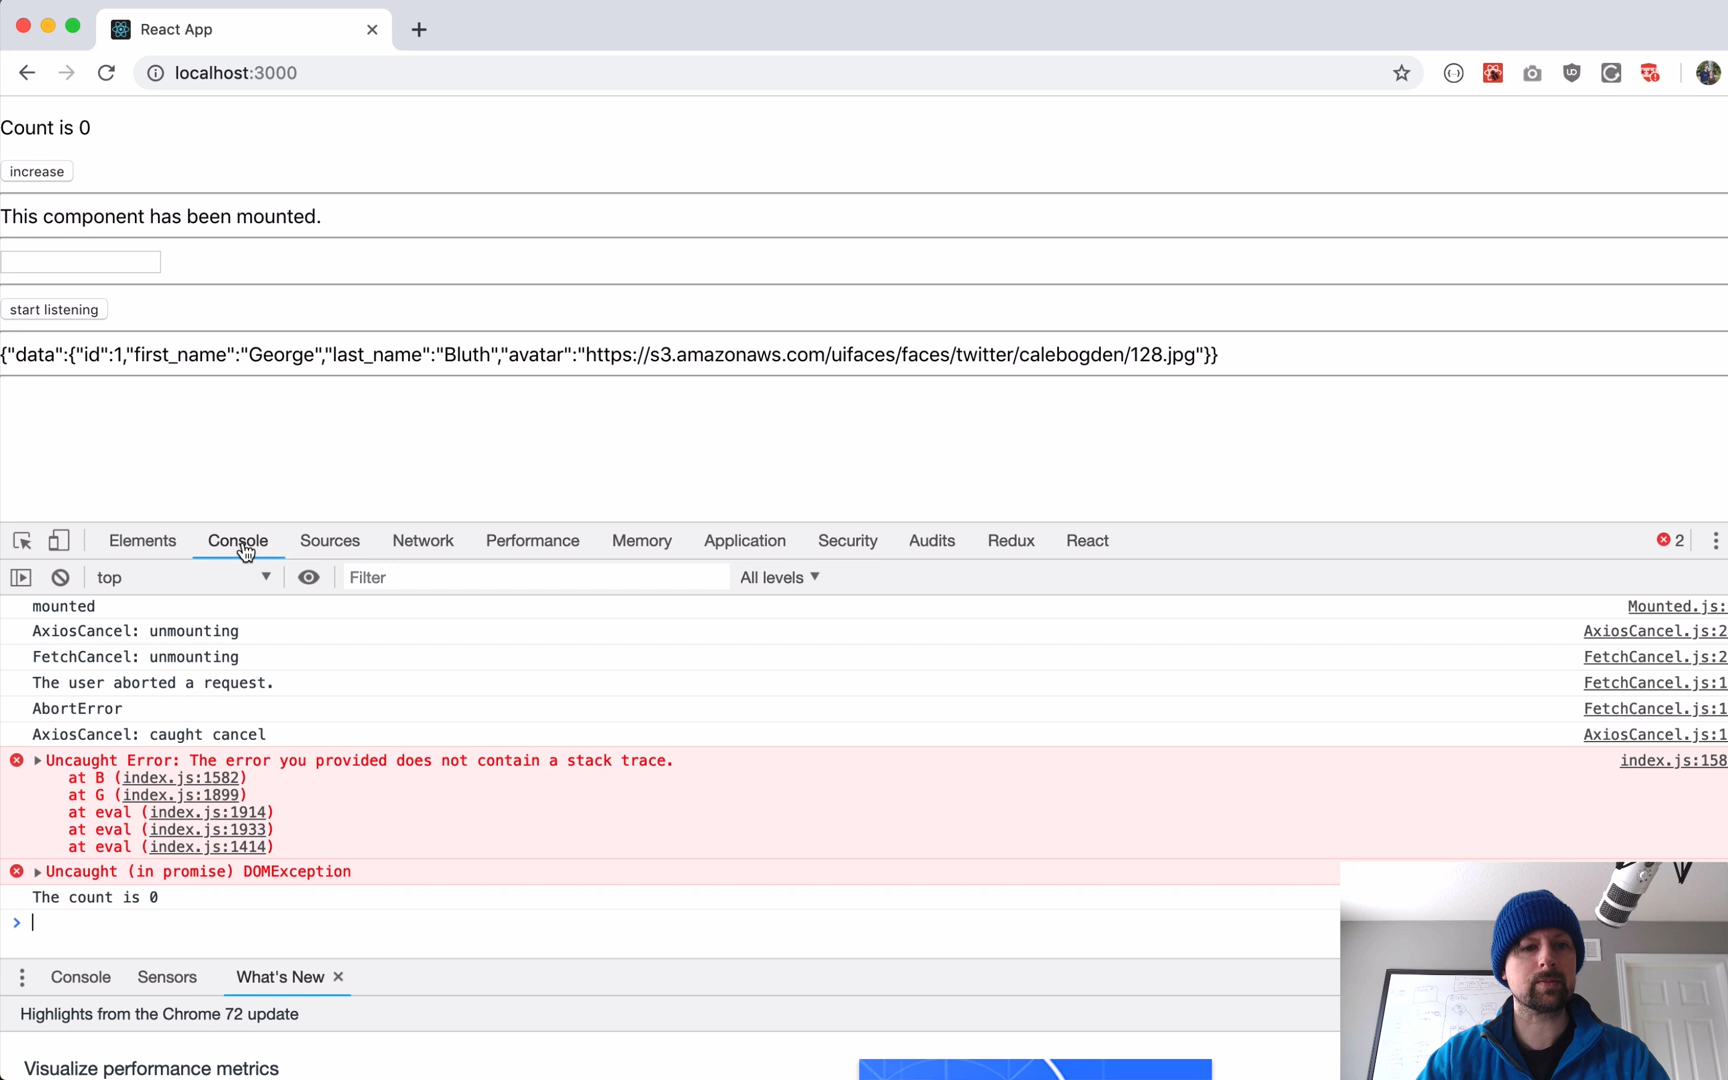 React App
localhost:3000
Count is 0
increase
This component has been mounted.
start listening
{"data":{"id":1,"first_name":"George","last_name":"Bluth","avatar":"https://s3.amazonaws.com/uifaces/faces/twitter/calebogden/128.jpg"}}
Elements Console Sources Network Performance Memory Application Security Audits Redux React 2
top Filter All levels
mounted Mounted.js:
AxiosCancel: unmounting AxiosCancel.js:2
FetchCancel: unmounting FetchCancel.js:2
The user aborted a request. FetchCancel.js:1
AbortError FetchCancel.js:1
AxiosCancel: caught cancel AxiosCancel.js:1
Uncaught Error: The error you provided does not contain a stack trace. index.js:158
at B (index.js:1582)
at G (index.js:1899)
at eval (index.js:1914)
at eval (index.js:1933)
at eval (index.js:1414)
Uncaught (in promise) DOMException
The count is 0
Console Sensors What's New
Highlights from the Chrome 72 update
Visualize performance metrics